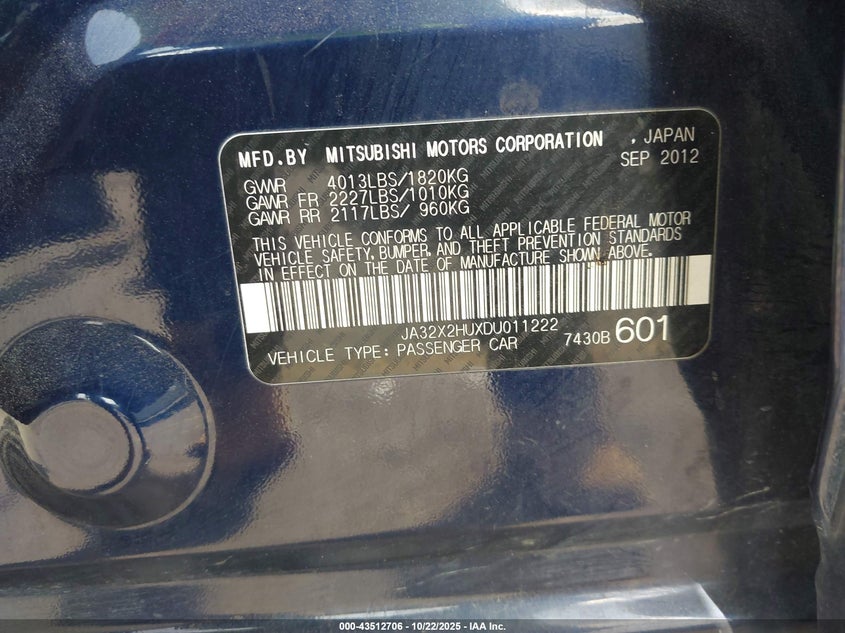 MFD.BY MITSUBISHI MOTORS CORPORATION , JAPAN
SEP 2012
GVWR 4013LBS/1820KG
GAWR FR 2227LBS/1010KG
GAWR RR 2117LBS/ 960KG
THIS VEHICLE CONFORMS TO ALL APPLICABLE FEDERAL MOTOR
VEHICLE SAFETY, BUMPER, AND THEFT PREVENTION STANDARDS
IN EFFECT ON THE DATE OF MANUFACTURE SHOWN ABOVE.
JA32X2HUXDU011222
VEHICLE TYPE: PASSENGER CAR 7430B 601
000-43512706 - 10/22/2025 - IAA Inc.